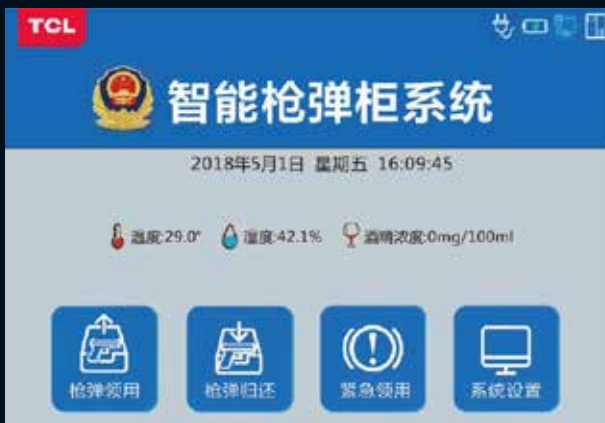 TCL
智能枪弹柜系统
2018年5月1日 星期五 16:09:45
温度:29.0° 湿度:42.1% 酒精浓度:0mg/100ml
枪弹领用 枪弹归还 紧急领用 系统设置